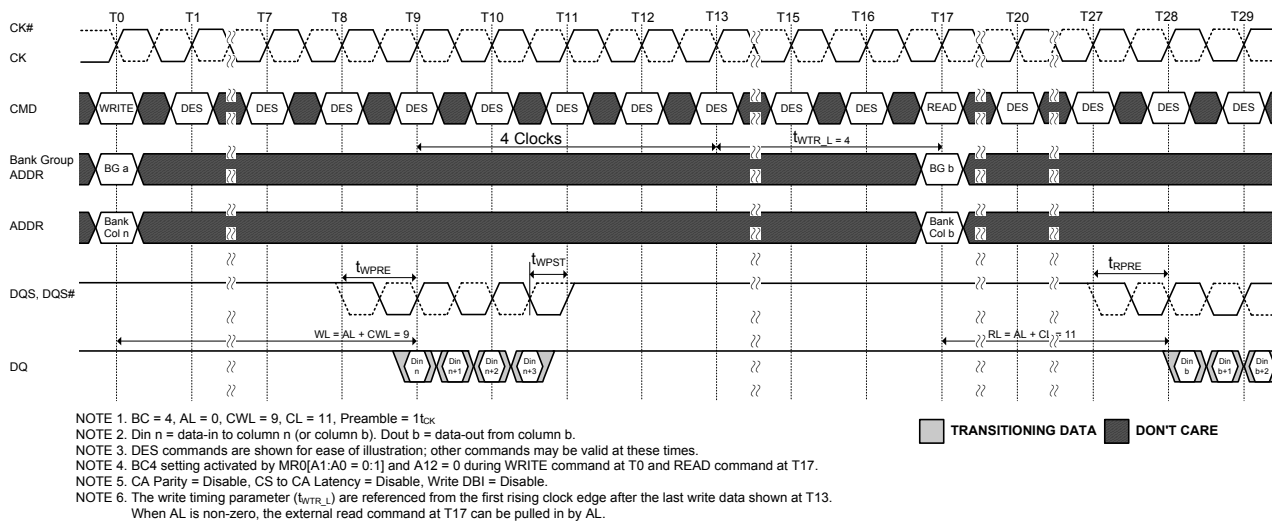 T0 T1 T7 T8 T9 T10 T11 T12 T13 T15 T16 T17 T20 T27 T28 T29
CK#
CK
CMD WRITE DES DES DES DES DES DES DES DES DES DES READ DES DES DES DES
4 Clocks tWTR_L = 4
Bank Group
ADDR
BG a BG b
ADDR
Bank
Col n
Bank
Col b
tWPRE tWPST tRPRE
DQS, DQS#
WL = AL + CWL = 9 RL = AL + CL = 11
DQ
Din
n
Din
n+1
Din
n+2
Din
n+3
Din
b
Din
b+1
Din
b+2
NOTE 1. BC = 4, AL = 0, CWL = 9, CL = 11, Preamble = 1tCK
NOTE 2. Din n = data-in to column n (or column b). Dout b = data-out from column b.
NOTE 3. DES commands are shown for ease of illustration; other commands may be valid at these times.
NOTE 4. BC4 setting activated by MR0[A1:A0 = 0:1] and A12 = 0 during WRITE command at T0 and READ command at T17.
NOTE 5. CA Parity = Disable, CS to CA Latency = Disable, Write DBI = Disable.
NOTE 6. The write timing parameter (tWTR_L) are referenced from the first rising clock edge after the last write data shown at T13.
When AL is non-zero, the external read command at T17 can be pulled in by AL.
TRANSITIONING DATA DON'T CARE